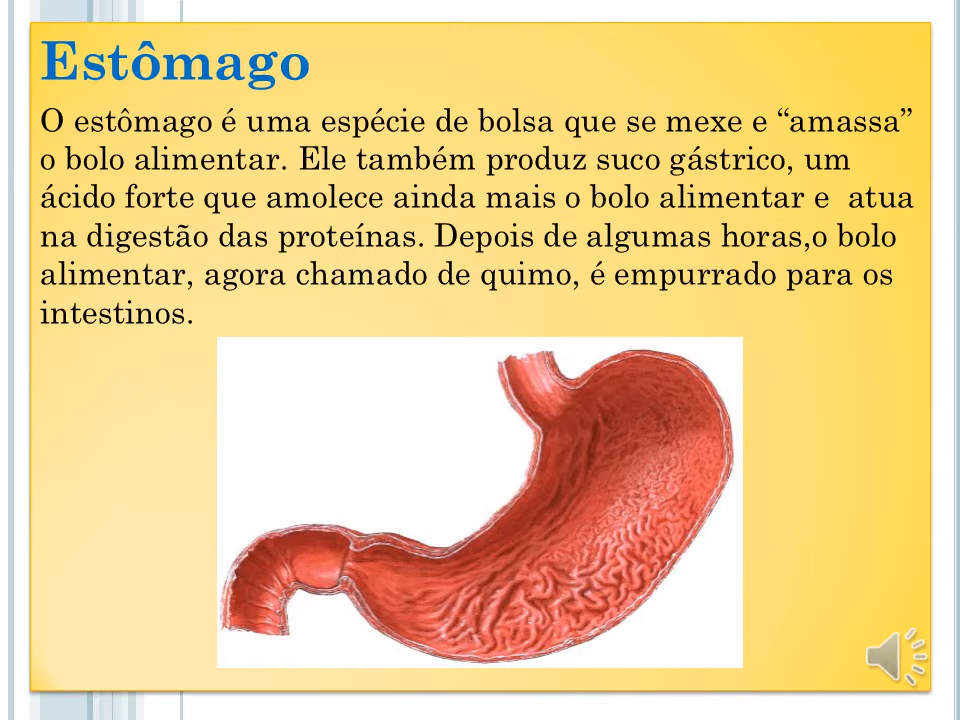 Estômago
O estômago é uma espécie de bolsa que se mexe e “amassa”
o bolo alimentar. Ele também produz suco gástrico, um
ácido forte que amolece ainda mais o bolo alimentar e  atua
na digestão das proteínas. Depois de algumas horas,o bolo
alimentar, agora chamado de quimo, é empurrado para os
intestinos.